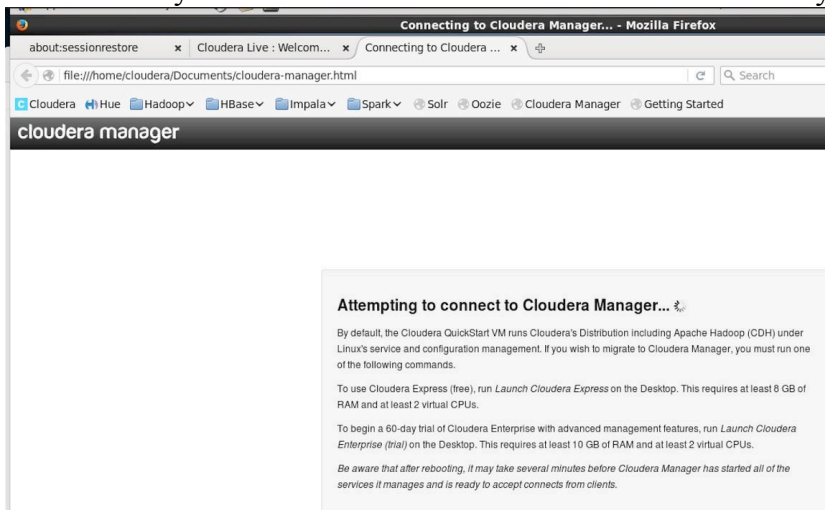 Connecting to Cloudera Manager... - Mozilla Firefox
about:sessionrestore × Cloudera Live : Welcom... × Connecting to Cloudera ... ×
file:///home/cloudera/Documents/cloudera-manager.html Search
Cloudera Hue Hadoop HBase Impala Spark Solr Oozie Cloudera Manager Getting Started
cloudera manager
Attempting to connect to Cloudera Manager...
By default, the Cloudera QuickStart VM runs Cloudera's Distribution including Apache Hadoop (CDH) under
Linux's service and configuration management. If you wish to migrate to Cloudera Manager, you must run one
of the following commands.
To use Cloudera Express (free), run Launch Cloudera Express on the Desktop. This requires at least 8 GB of
RAM and at least 2 virtual CPUs.
To begin a 60-day trial of Cloudera Enterprise with advanced management features, run Launch Cloudera
Enterprise (trial) on the Desktop. This requires at least 10 GB of RAM and at least 2 virtual CPUs.
Be aware that after rebooting, it may take several minutes before Cloudera Manager has started all of the
services it manages and is ready to accept connects from clients.